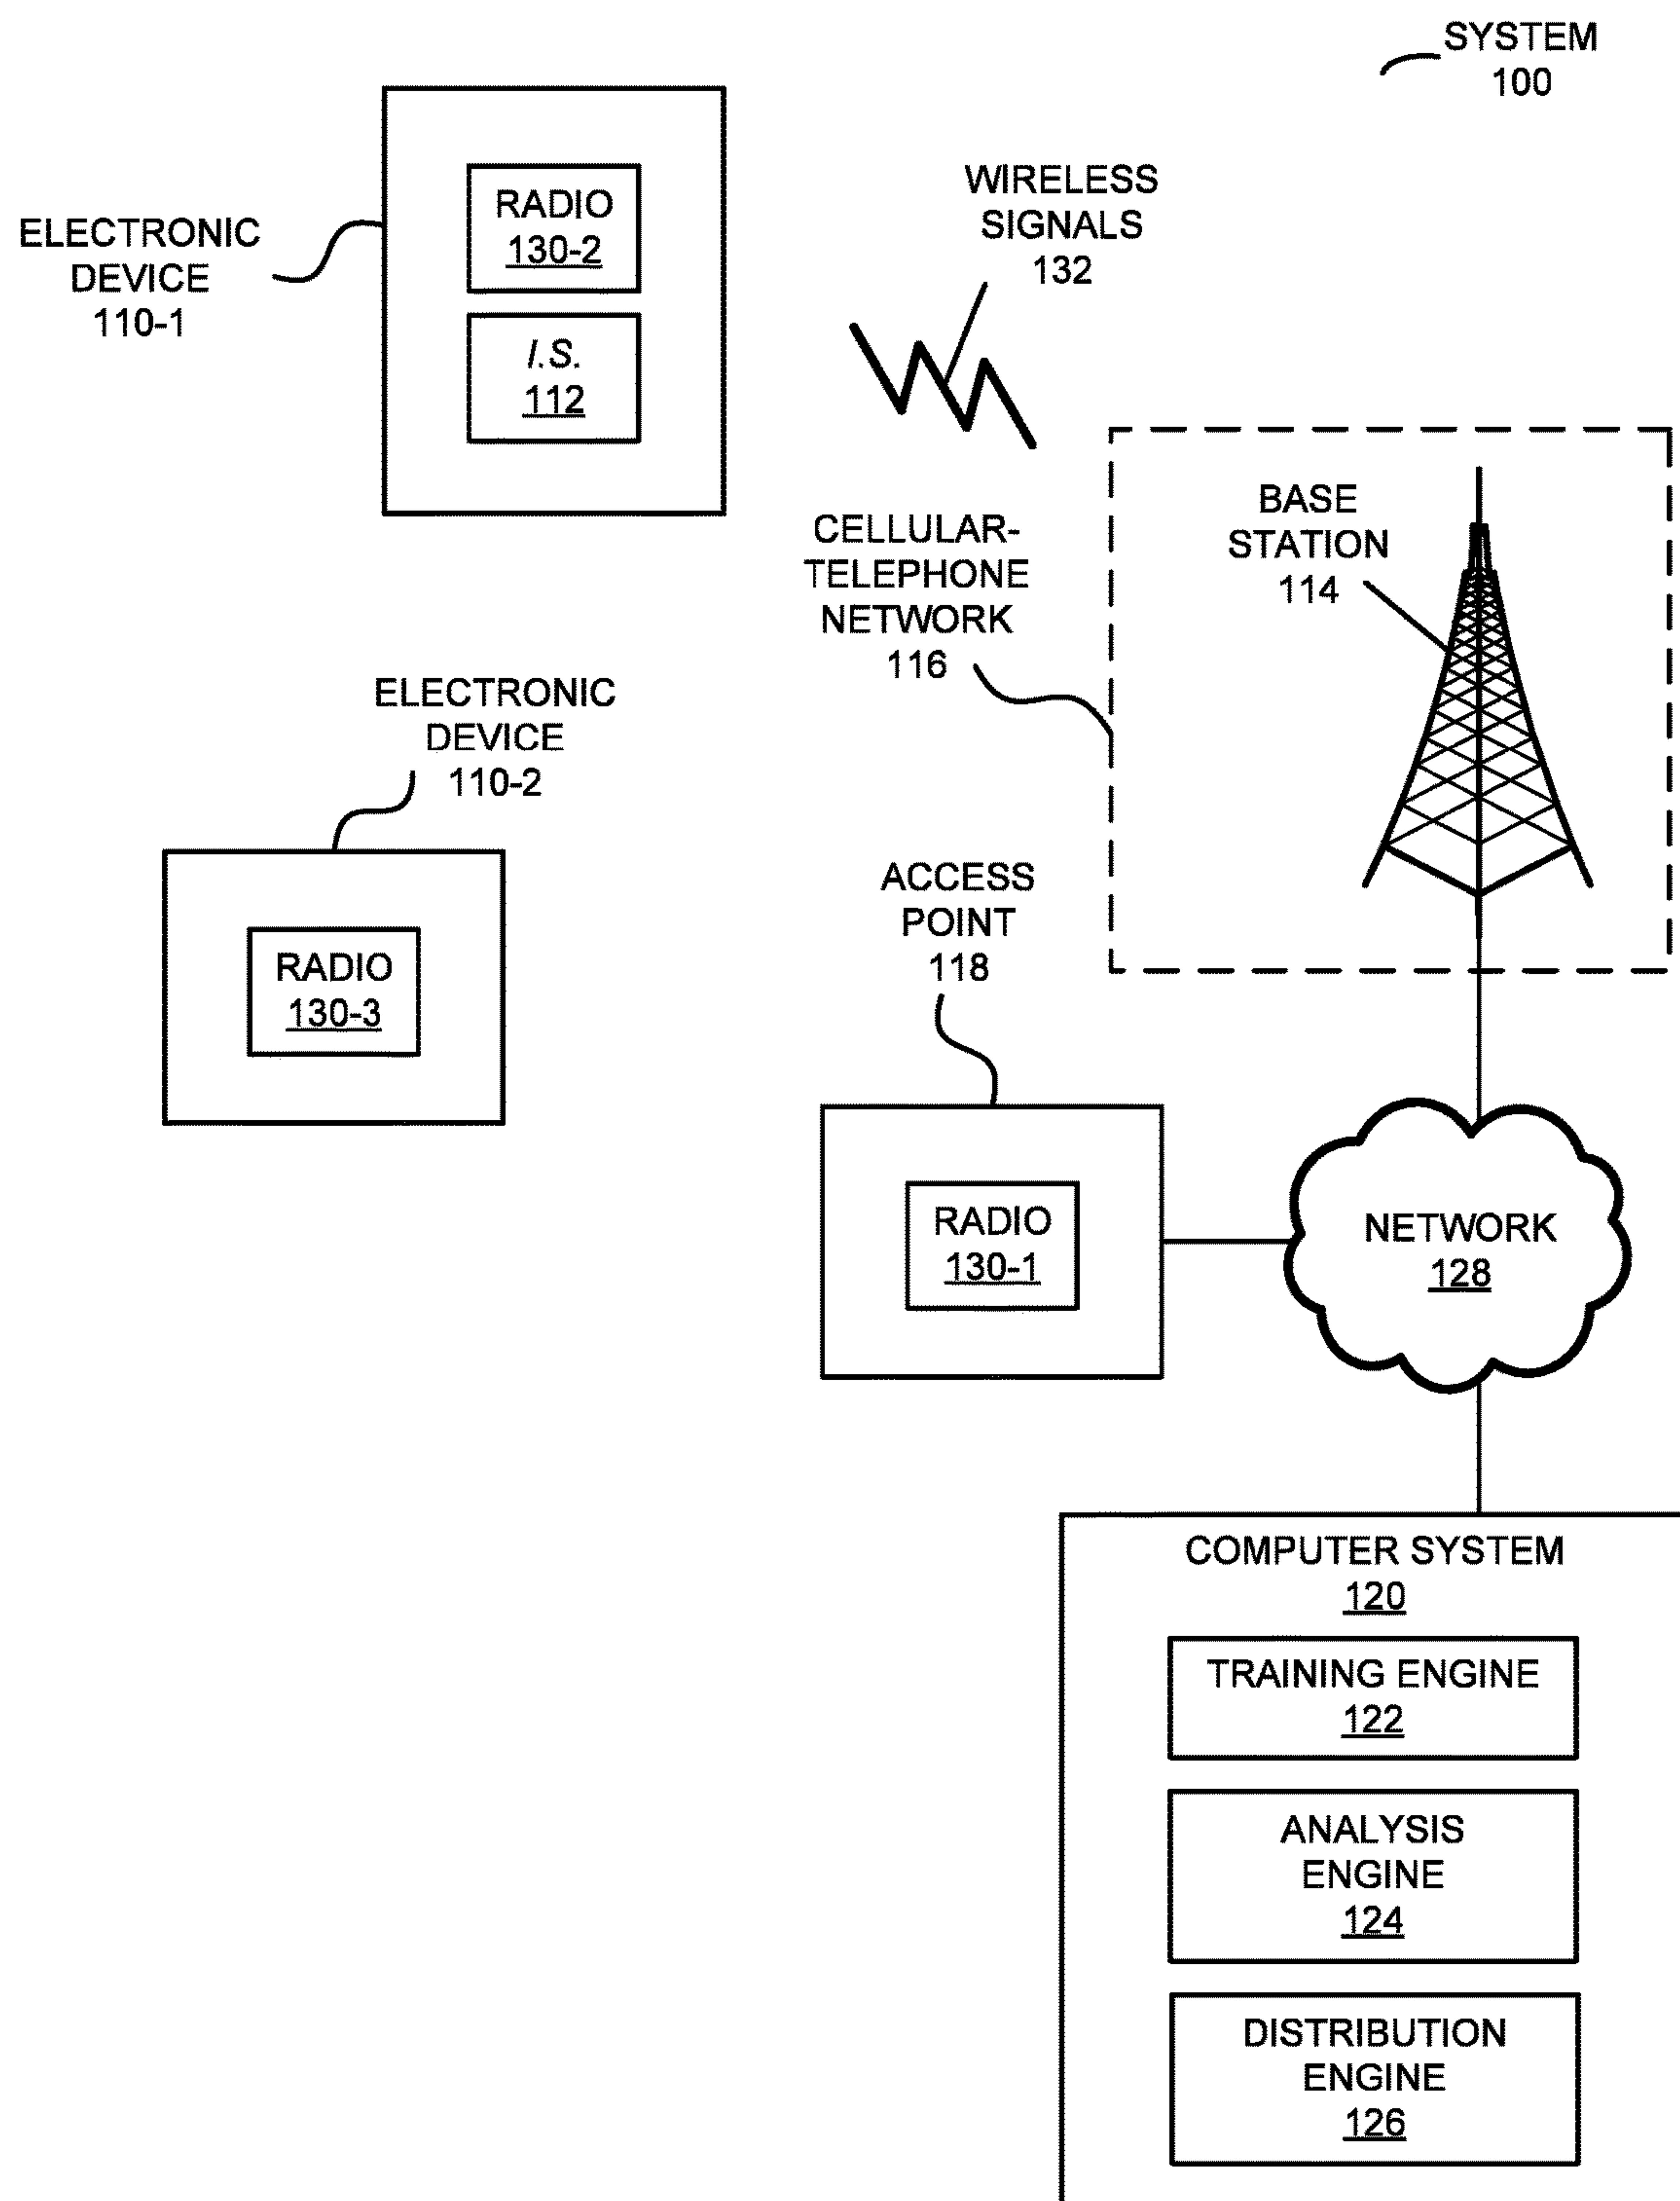 SYSTEM
100
WIRELESS
SIGNALS
132
ELECTRONIC
DEVICE
110-1
RADIO
130-2
I.S.
112
CELLULAR-
TELEPHONE
NETWORK
116
BASE
STATION
114
ELECTRONIC
DEVICE
110-2
RADIO
130-3
ACCESS
POINT
118
RADIO
130-1
NETWORK
128
COMPUTER SYSTEM
120
TRAINING ENGINE
122
ANALYSIS
ENGINE
124
DISTRIBUTION
ENGINE
126